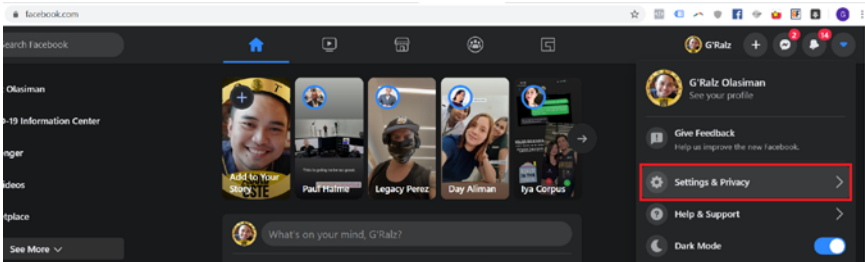 facebook.com
G
Search Facebook
G'Ralz
2
14
Olasiman
D-19 Information Center
nger
ideos
etplace
See More
Add to Your
Story
Paul Halme
Legacy Perez
Day Aliman
Iya Corpus
What's on your mind, G'Ralz?
G'Ralz Olasiman
See your profile
Give Feedback
Help us improve the new Facebook.
Settings & Privacy
Help & Support
Dark Mode